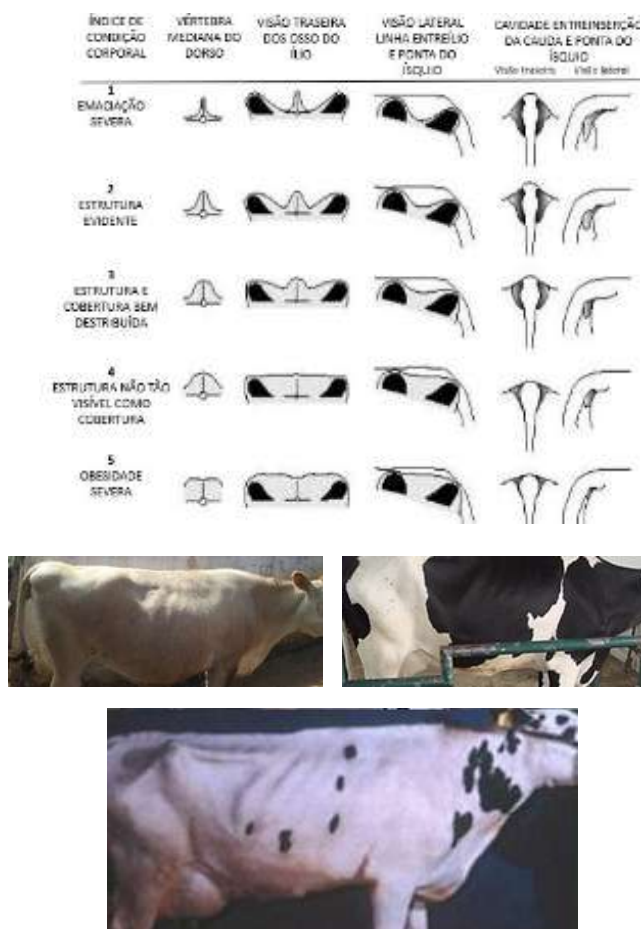 ÍNDICE DE
CONDIÇÃO
CORPORAL
VÉRTEBRA
MEDIANA DO
DORSO
VISÃO TRASEIRA
DOS OSSO DO
ÍLIO
VISÃO LATERAL
LINHA ENTREÍLIO
E PONTA DO
ÍSQUIO
CAVIDADE ENTREINSERÇÃO
DA CAUDA E PONTA DO
ÍSQUIO
Visão traseira Visão lateral
1
EMACIAÇÃO
SEVERA
2
ESTRUTURA
EVIDENTE
3
ESTRUTURA E
COBERTURA BEM
DESTRIBUÍDA
4
ESTRUTURA NÃO TÃO
VISÍVEL COMO
COBERTURA
5
OBESIDADE
SEVERA